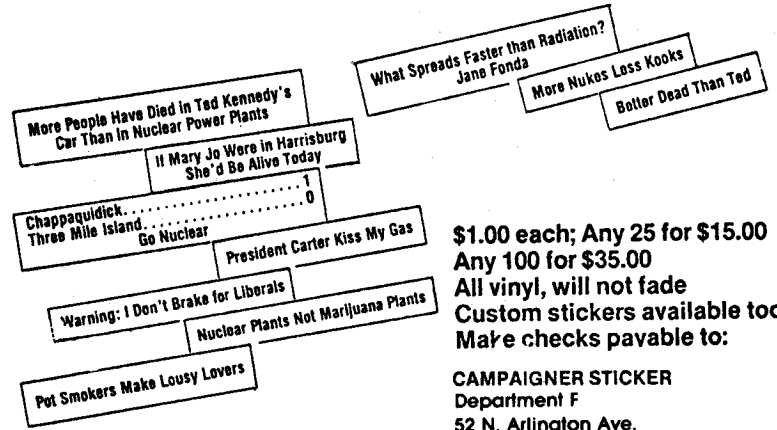 What Spreads Faster than Radiation?
Jane Fonda
More Nukes Less Kooks
Better Dead Than Ted
More People Have Died in Ted Kennedy's
Car Than In Nuclear Power Plants
If Mary Jo Were in Harrisburg
She'd Be Alive Today
Chappaquidick.....................1
Three Mile Island...................0
Go Nuclear
President Carter Kiss My Gas
Warning: I Don't Brake for Liberals
Nuclear Plants Not Marijuana Plants
Pot Smokers Make Lousy Lovers
$1.00 each; Any 25 for $15.00
Any 100 for $35.00
All vinyl, will not fade
Custom stickers available too
Make checks payable to:
CAMPAIGNER STICKER
Department F
52 N. Arlington Ave.